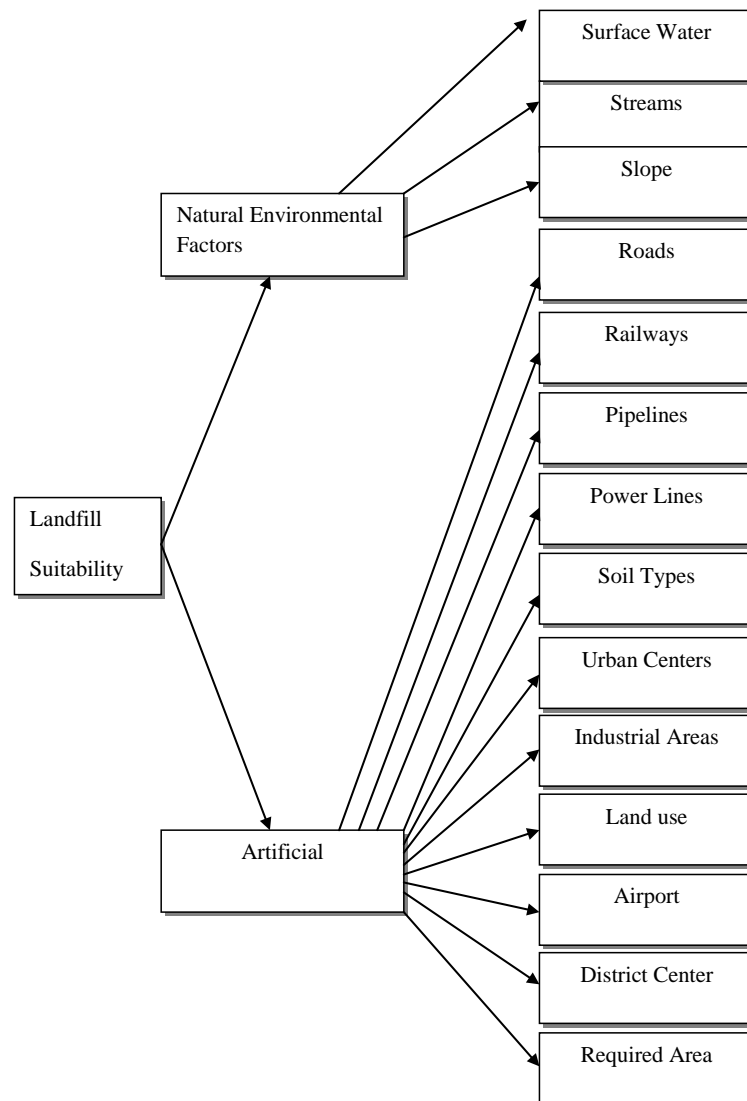 Surface Water
Streams
Slope
Natural Environmental
Factors
Roads
Railways
Pipelines
Power Lines
Landfill
Suitability
Soil Types
Urban Centers
Industrial Areas
Land use
Artificial
Airport
District Center
Required Area